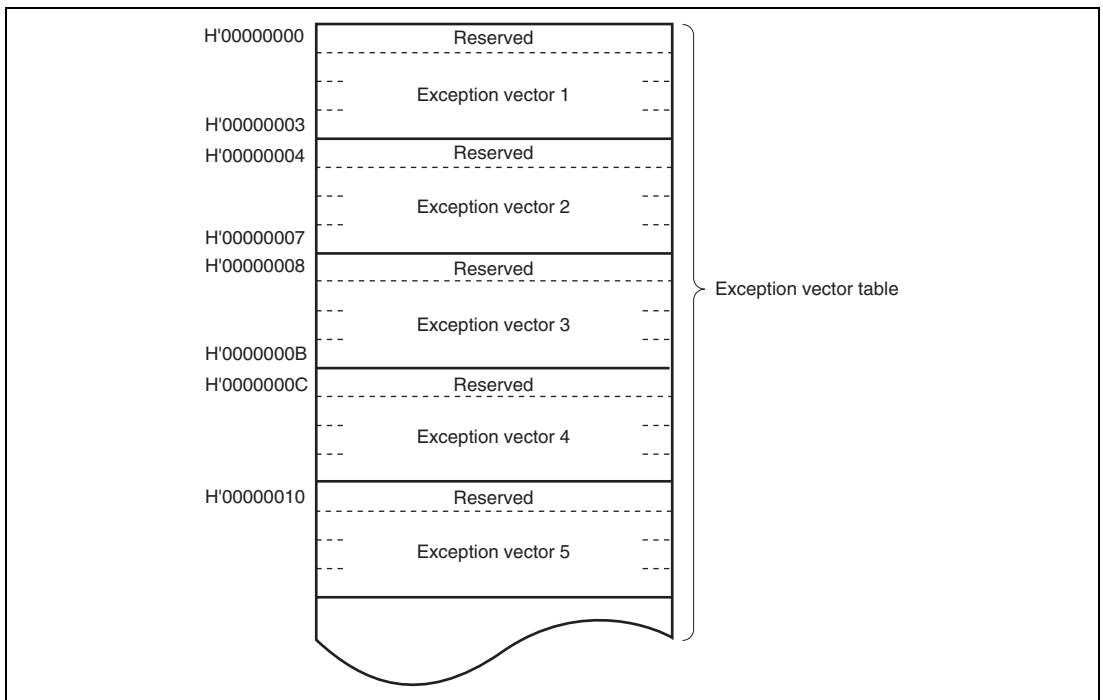 H'00000000
Reserved
Exception vector 1
H'00000003
H'00000004
Reserved
Exception vector 2
H'00000007
H'00000008
Reserved
Exception vector 3
Exception vector table
H'0000000B
H'0000000C
Reserved
Exception vector 4
H'00000010
Reserved
Exception vector 5